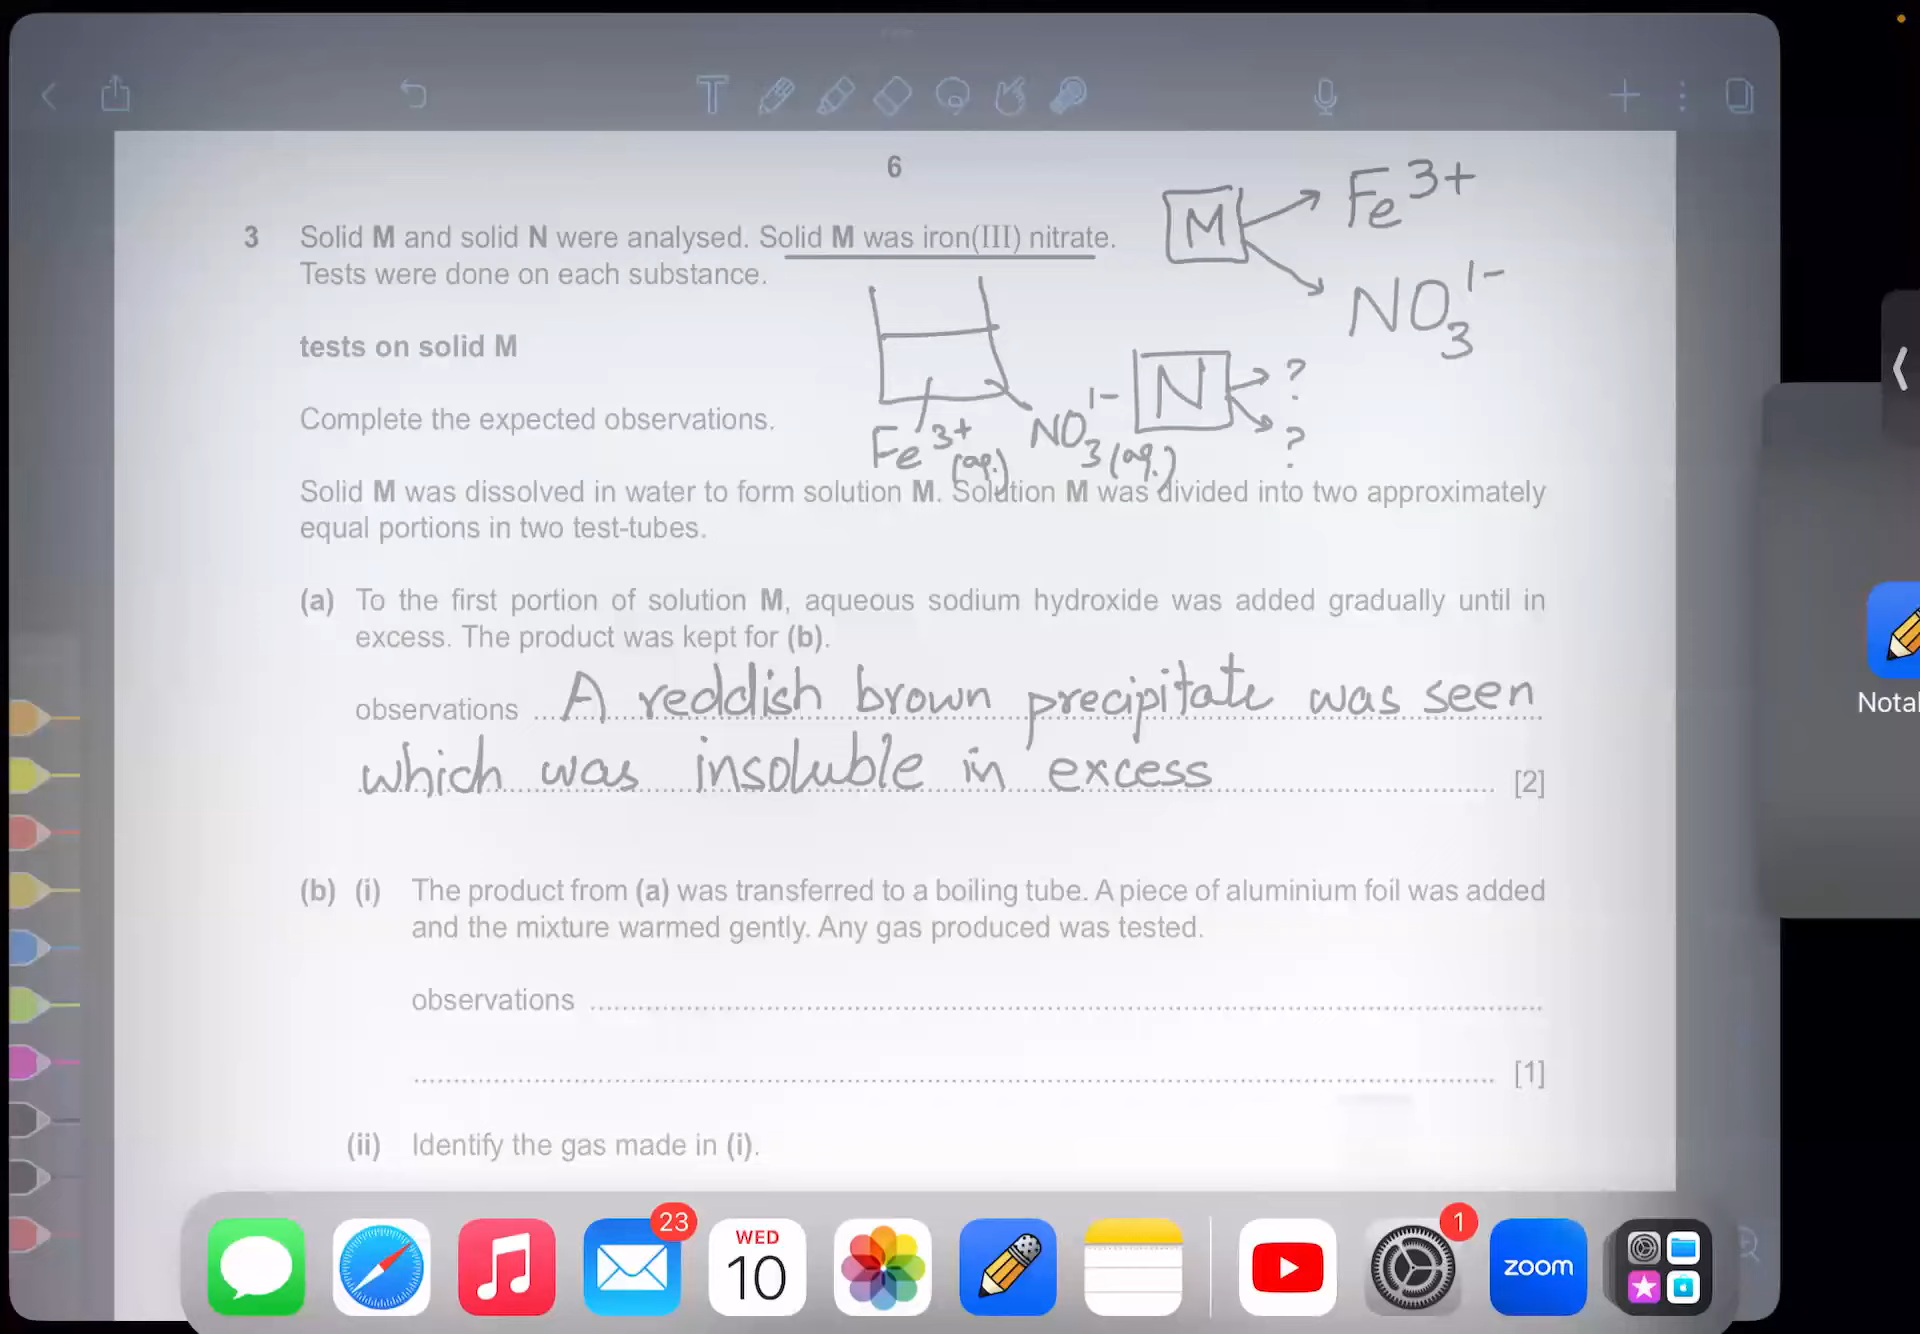 6
3 Solid M and solid N were analysed. Solid M was iron(III) nitrate.
Tests were done on each substance.
M
Fe3+
NO3 1-
tests on solid M
N ? ?
Complete the expected observations.
Fe3+ (aq.) NO3 1- (aq.)
Solid M was dissolved in water to form solution M. Solution M was divided into two approximately
equal portions in two test-tubes.
(a) To the first portion of solution M, aqueous sodium hydroxide was added gradually until in
excess. The product was kept for (b).
observations A reddish brown precipitate was seen
which was insoluble in excess [2]
(b) (i) The product from (a) was transferred to a boiling tube. A piece of aluminium foil was added
and the mixture warmed gently. Any gas produced was tested.
observations
[1]
(ii) Identify the gas made in (i).
Notal
23
WED
10
1
zoom